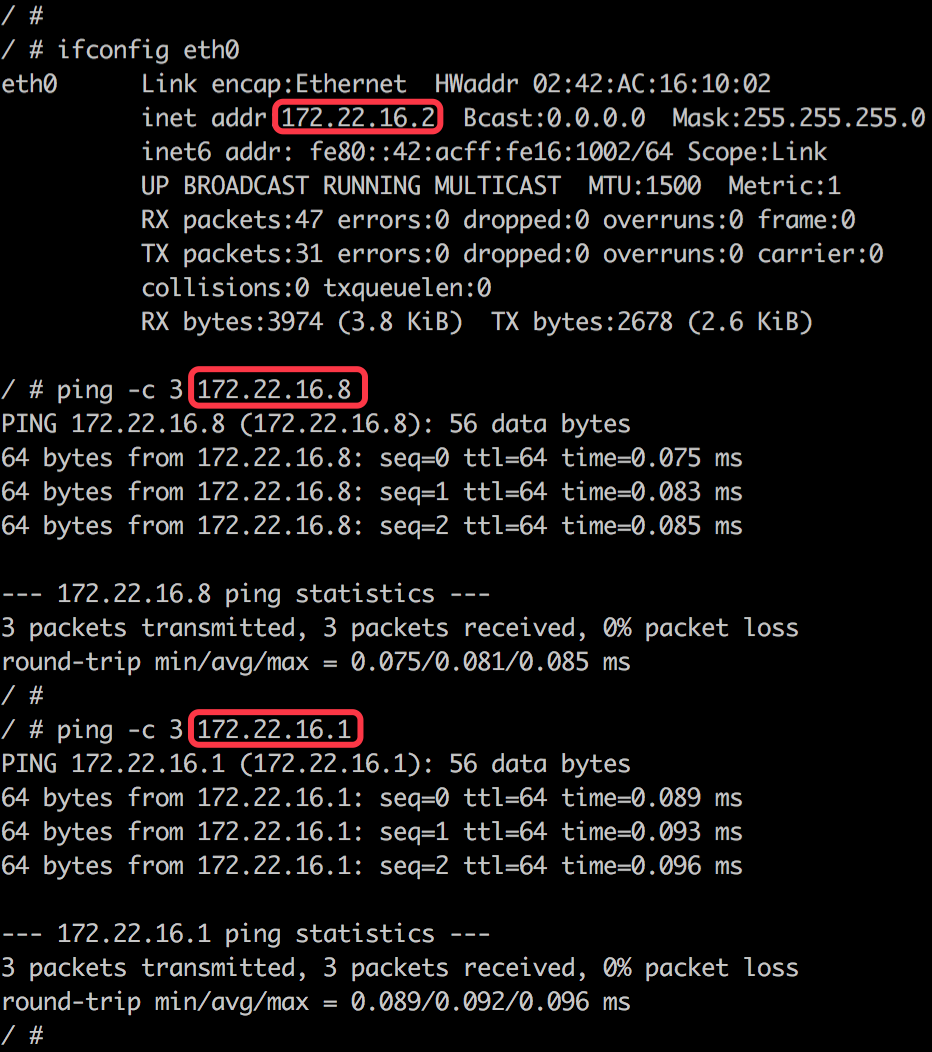 / #
/ # ifconfig eth0
eth0      Link encap:Ethernet  HWaddr 02:42:AC:16:10:02
          inet addr 172.22.16.2  Bcast:0.0.0.0  Mask:255.255.255.0
          inet6 addr: fe80::42:acff:fe16:1002/64 Scope:Link
          UP BROADCAST RUNNING MULTICAST  MTU:1500  Metric:1
          RX packets:47 errors:0 dropped:0 overruns:0 frame:0
          TX packets:31 errors:0 dropped:0 overruns:0 carrier:0
          collisions:0 txqueuelen:0
          RX bytes:3974 (3.8 KiB)  TX bytes:2678 (2.6 KiB)

/ # ping -c 3 172.22.16.8
PING 172.22.16.8 (172.22.16.8): 56 data bytes
64 bytes from 172.22.16.8: seq=0 ttl=64 time=0.075 ms
64 bytes from 172.22.16.8: seq=1 ttl=64 time=0.083 ms
64 bytes from 172.22.16.8: seq=2 ttl=64 time=0.085 ms

--- 172.22.16.8 ping statistics ---
3 packets transmitted, 3 packets received, 0% packet loss
round-trip min/avg/max = 0.075/0.081/0.085 ms
/ #
/ # ping -c 3 172.22.16.1
PING 172.22.16.1 (172.22.16.1): 56 data bytes
64 bytes from 172.22.16.1: seq=0 ttl=64 time=0.089 ms
64 bytes from 172.22.16.1: seq=1 ttl=64 time=0.093 ms
64 bytes from 172.22.16.1: seq=2 ttl=64 time=0.096 ms

--- 172.22.16.1 ping statistics ---
3 packets transmitted, 3 packets received, 0% packet loss
round-trip min/avg/max = 0.089/0.092/0.096 ms
/ #